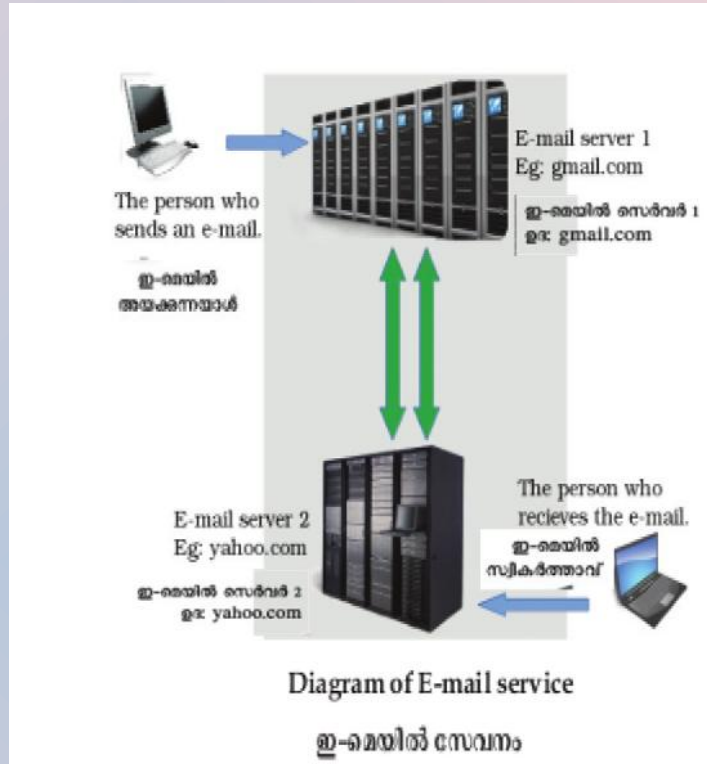 The person who
sends an e-mail.
ഇ-മെയിൽ
അയക്കുന്നയാൾ
E-mail server 1
Eg: gmail.com
ഇ-മെയിൽ സെർവർ 1
ഉദ: gmail.com
E-mail server 2
Eg: yahoo.com
ഇ-മെയിൽ സെർവർ 2
ഉദ: yahoo.com
The person who
recieves the e-mail.
ഇ-മെയിൽ
സ്വീകർത്താവ്
Diagram of E-mail service
ഇ-മെയിൽ സേവനം